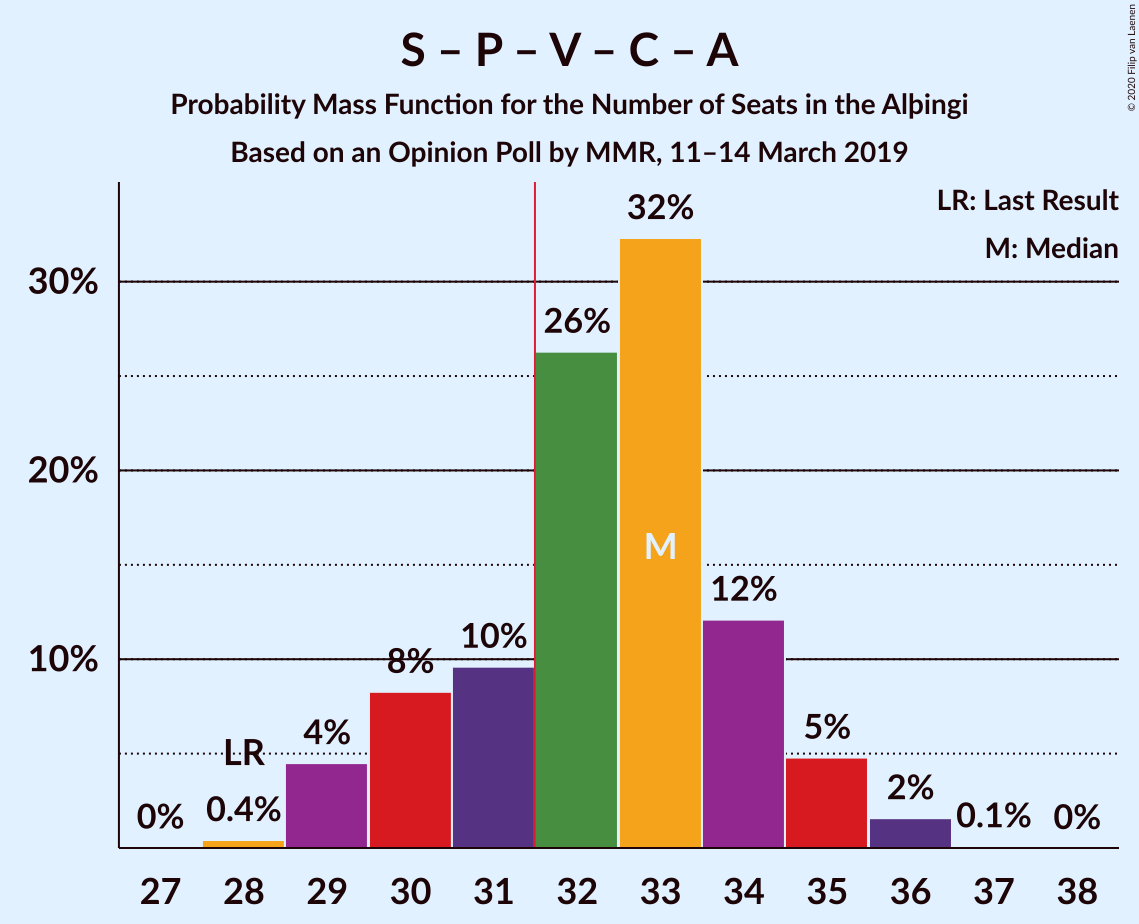 S – P – V – C – A
Probability Mass Function for the Number of Seats in the Alþingi
Based on an Opinion Poll by MMR, 11–14 March 2019
© 2020 Filip van Laenen
LR: Last Result
M: Median
30%
20%
10%
0%
LR
0.4%
4%
8%
10%
26%
32%
M
12%
5%
2%
0.1%
0%
27 28 29 30 31 32 33 34 35 36 37 38